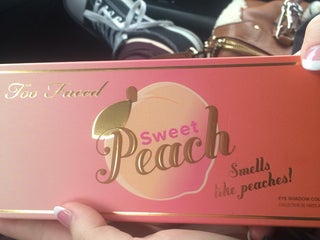 Too Faced
Sweet
Peach
Smells
like peaches!
EYE SHADOW CO